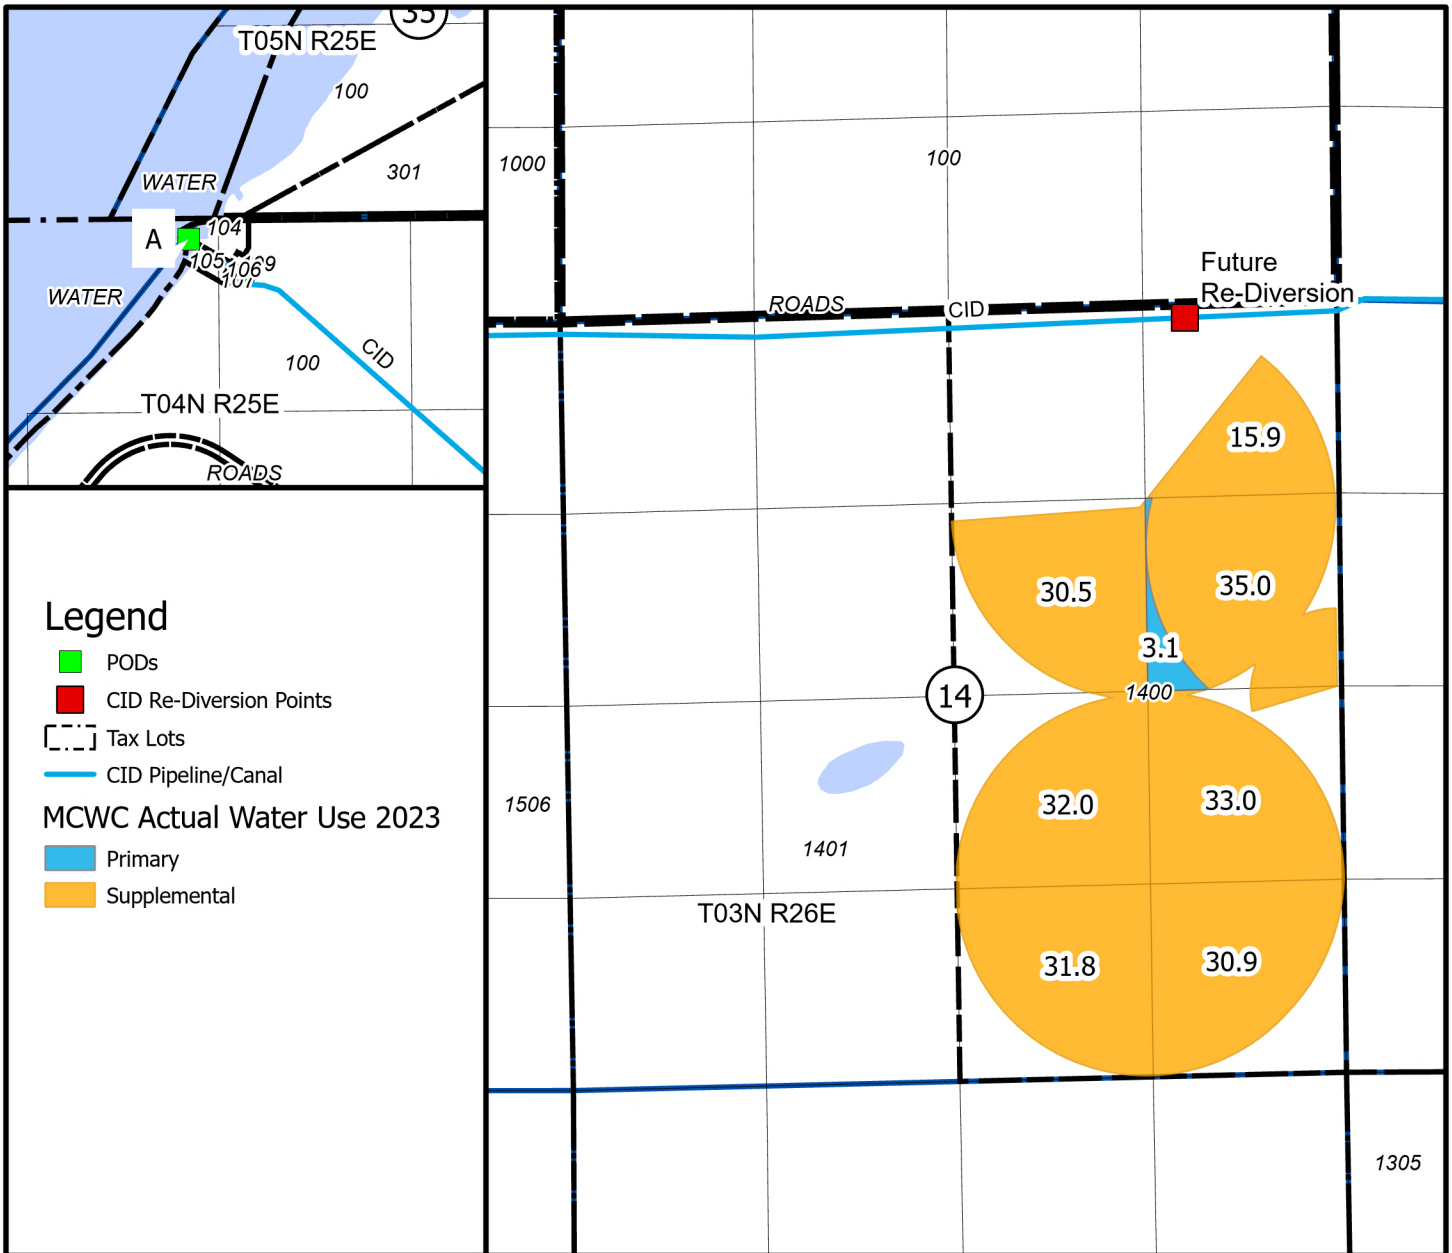 35
T05N R25E
100
301
WATER
104
A
105
106
109
107
WATER
100
CID
T04N R25E
ROADS
1000
100
Future
Re-Diversion
ROADS
CID
15.9
30.5
35.0
3.1
1400
14
32.0
33.0
1506
1401
T03N R26E
31.8
30.9
1305
Legend
PODs
CID Re-Diversion Points
Tax Lots
CID Pipeline/Canal
MCWC Actual Water Use 2023
Primary
Supplemental